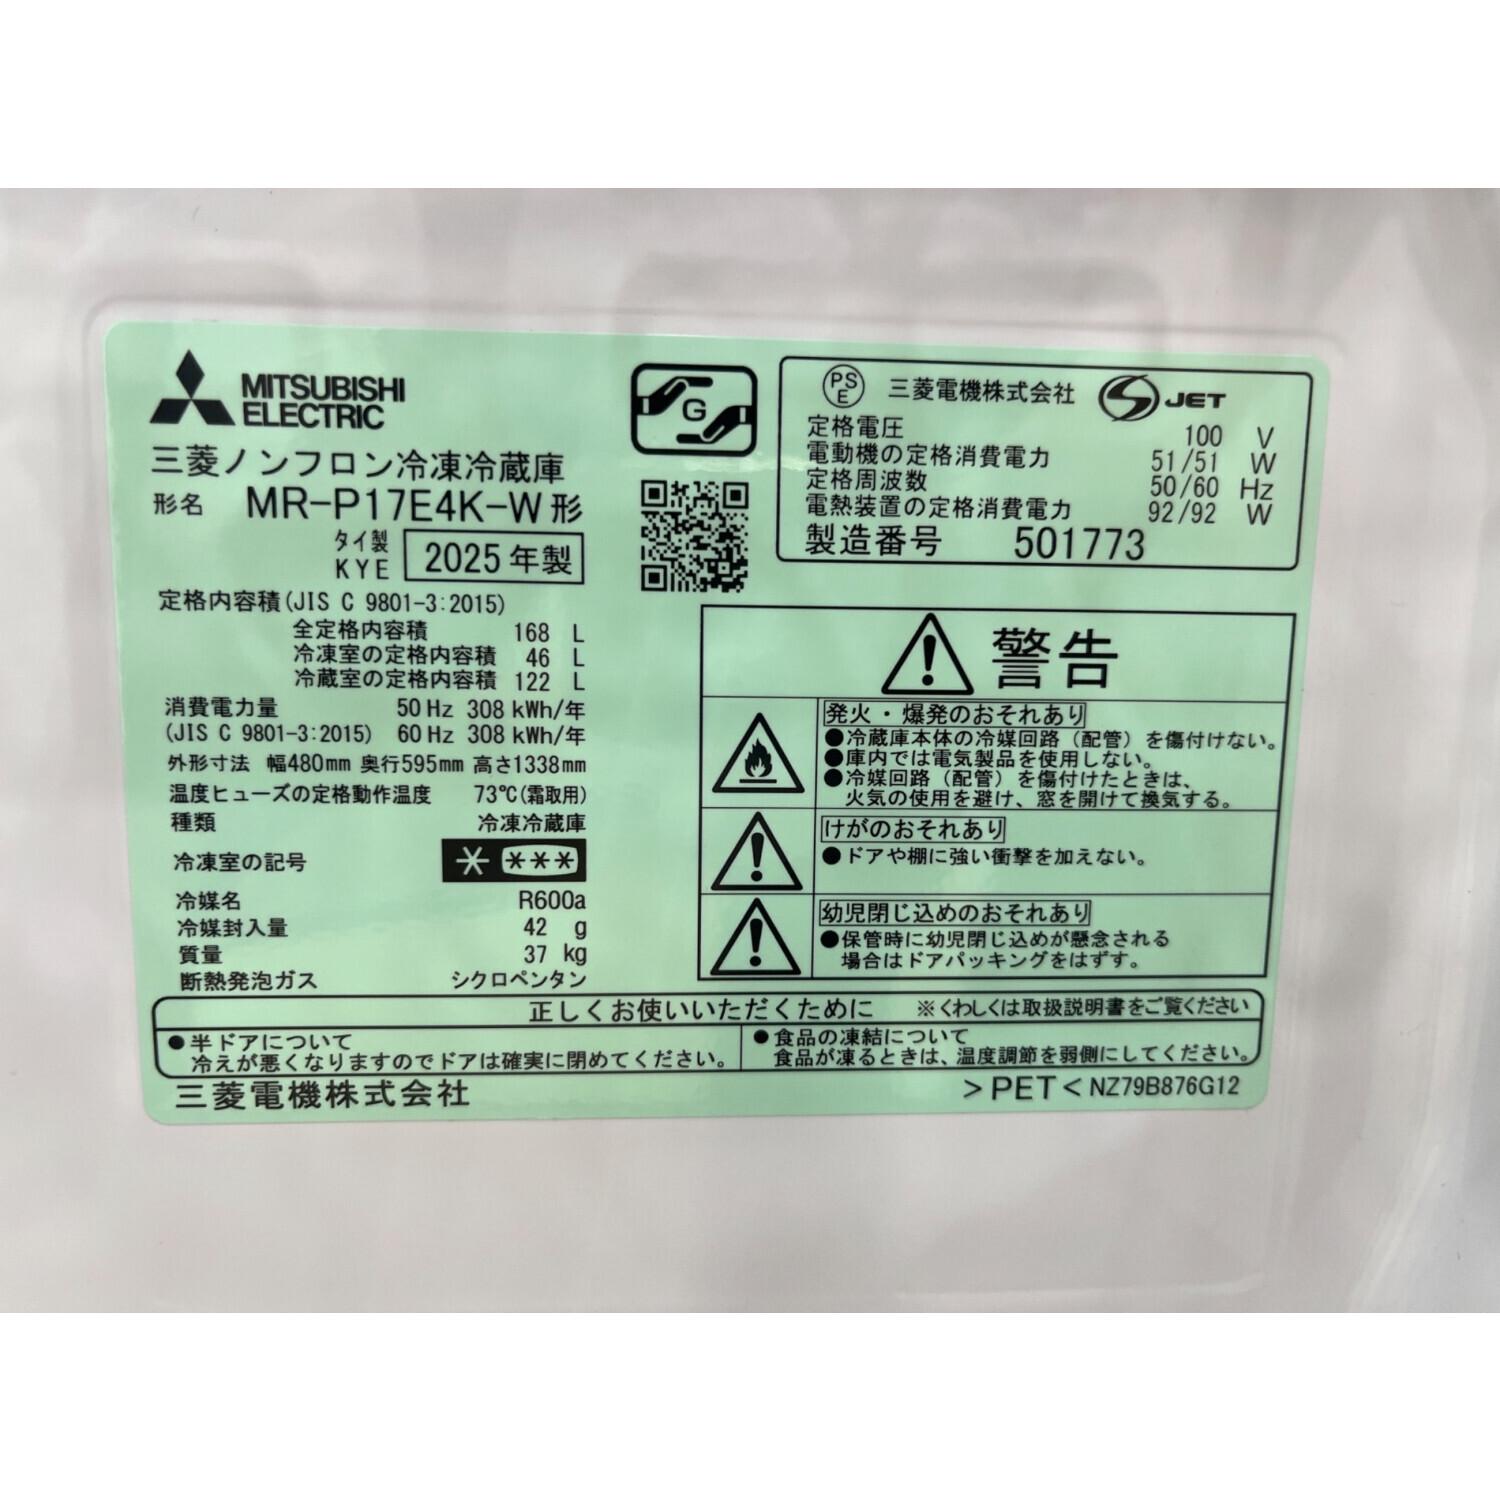 MITSUBISHI
ELECTRIC
三菱ノンフロン冷凍冷蔵庫
形名 MR-P17E4K-W形
タイ製
KYE 2025年製
定格内容積(JIS C 9801-3:2015)
全定格内容積 168 L
冷凍室の定格内容積 46 L
冷蔵室の定格内容積 122 L
消費電力量 50Hz 308kWh/年
(JIS C 9801-3:2015) 60Hz 308kWh/年
外形寸法 幅480mm 奥行595mm 高さ1338mm
温度ヒューズの定格動作温度 73℃(霜取用)
種類 冷凍冷蔵庫
冷凍室の記号 * ***
冷媒名 R600a
冷媒封入量 42 g
質量 37 kg
断熱発泡ガス シクロペンタン
G
PSE 三菱電機株式会社 S JET
定格電圧 100 V
電動機の定格消費電力 51/51 W
定格周波数 50/60 Hz
電熱装置の定格消費電力 92/92 W
製造番号 501773
警告
発火・爆発のおそれあり
●冷蔵庫本体の冷媒回路(配管)を傷付けない。
●庫内では電気製品を使用しない。
●冷媒回路(配管)を傷付けたときは、
火気の使用を避け、窓を開けて換気する。
けがのおそれあり
●ドアや棚に強い衝撃を加えない。
幼児閉じ込めのおそれあり
●保管時に幼児閉じ込めが懸念される
場合はドアパッキングをはずす。
正しくお使いいただくために ※くわしくは取扱説明書をご覧ください
●半ドアについて
冷えが悪くなりますのでドアは確実に閉めてください。
●食品の凍結について
食品が凍るときは、温度調節を弱側にしてください。
三菱電機株式会社
>PET< NZ79B876G12